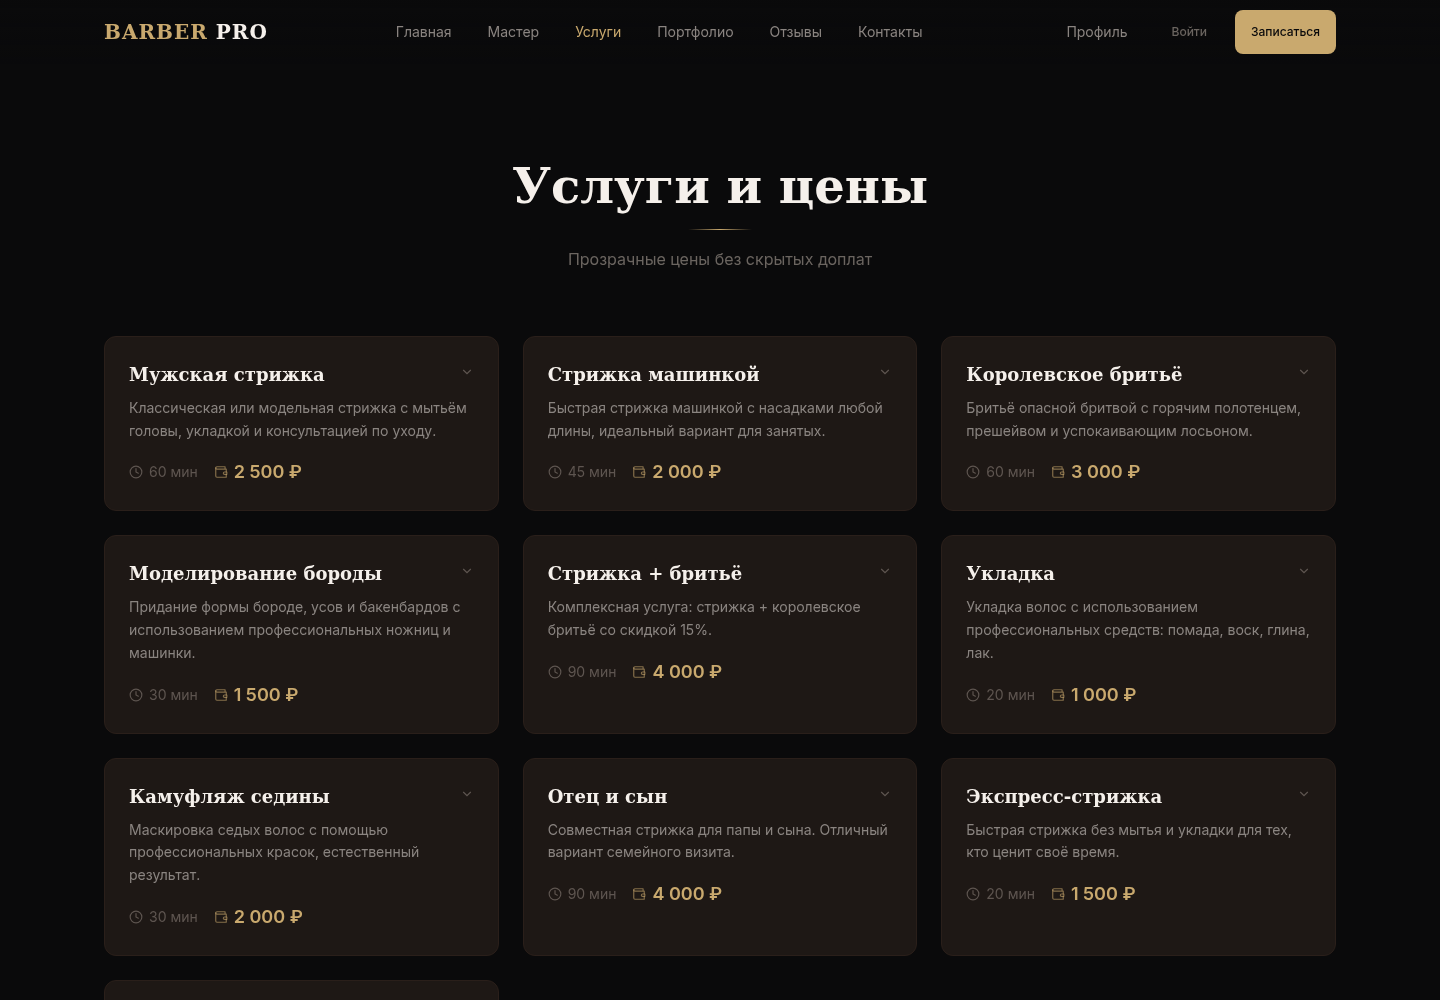 BARBER PRO
Главная
Мастер
Услуги
Портфолио
Отзывы
Контакты
Профиль
Войти
Записаться
Услуги и цены
Прозрачные цены без скрытых доплат
Мужская стрижка
Классическая или модельная стрижка с мытьём
головы, укладкой и консультацией по уходу.
60 мин
2 500 ₽
Стрижка машинкой
Быстрая стрижка машинкой с насадками любой
длины, идеальный вариант для занятых.
45 мин
2 000 ₽
Королевское бритьё
Бритьё опасной бритвой с горячим полотенцем,
прешейвом и успокаивающим лосьоном.
60 мин
3 000 ₽
Моделирование бороды
Придание формы бороде, усов и бакенбардов с
использованием профессиональных ножниц и
машинки.
30 мин
1 500 ₽
Стрижка + бритьё
Комплексная услуга: стрижка + королевское
бритьё со скидкой 15%.
90 мин
4 000 ₽
Укладка
Укладка волос с использованием
профессиональных средств: помада, воск, глина,
лак.
20 мин
1 000 ₽
Камуфляж седины
Маскировка седых волос с помощью
профессиональных красок, естественный
результат.
30 мин
2 000 ₽
Отец и сын
Совместная стрижка для папы и сына. Отличный
вариант семейного визита.
90 мин
4 000 ₽
Экспресс-стрижка
Быстрая стрижка без мытья и укладки для тех,
кто ценит своё время.
20 мин
1 500 ₽